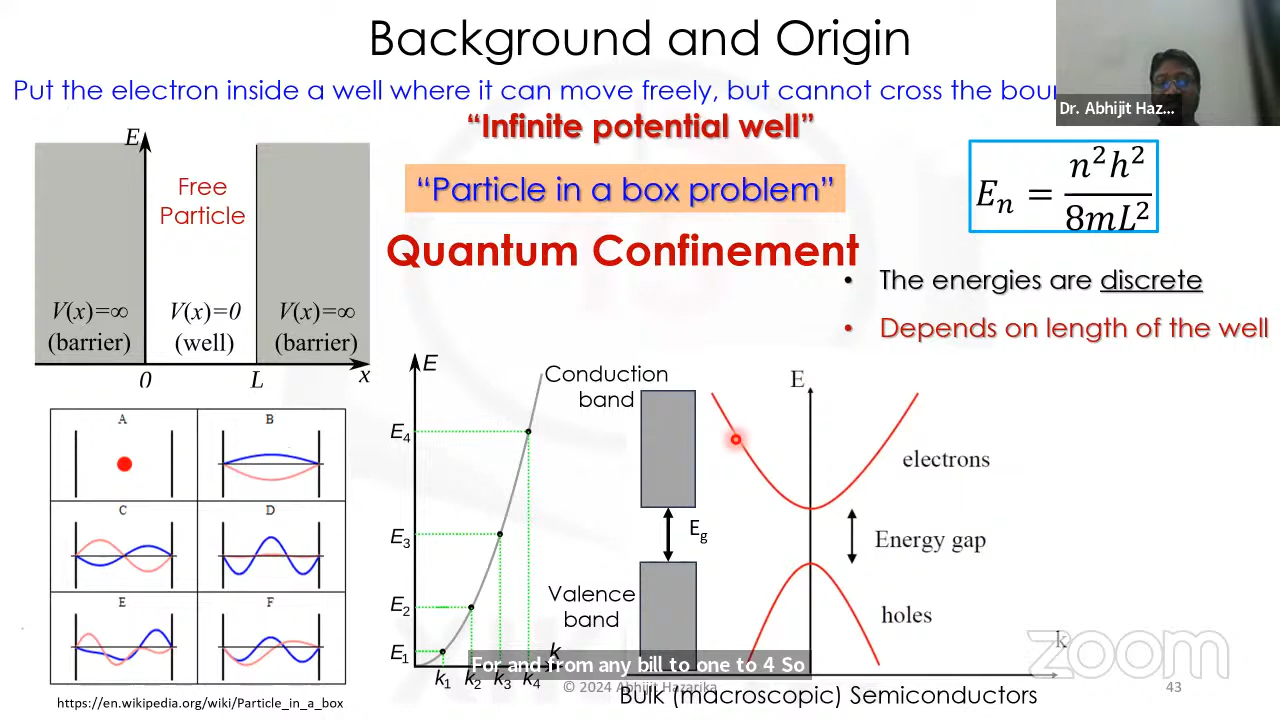 Background and Origin
Put the electron inside a well where it can move freely, but cannot cross the bour
Dr. Abhijit Haz...
“Infinite potential well”
“Particle in a box problem”
Quantum Confinement
E
Free
Particle
V(x)=∞
(barrier)
V(x)=0
(well)
V(x)=∞
(barrier)
0
L
x
Eₙ = n²h² / 8mL²
• The energies are discrete
• Depends on length of the well
A
B
C
D
E
F
https://en.wikipedia.org/wiki/Particle_in_a_box
E
E₄
E₃
E₂
E₁
k₁ k₂ k₃ k₄
k
Conduction
band
E_g
Valence
band
E
electrons
Energy gap
holes
k
zoom
For and from any bill to one to 4 So
© 2024 Abhijit Hazarika
Bulk (macroscopic) Semiconductors
43